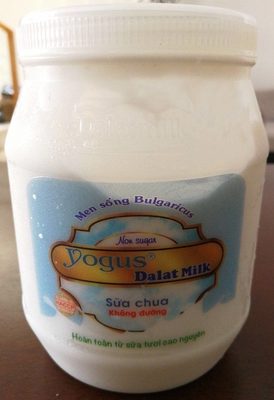 Men sống Bulgaricus
Non sugar
Yogus®
Dalat Milk
Sữa chua
Không đường
Hoàn toàn từ sữa tươi cao nguyên